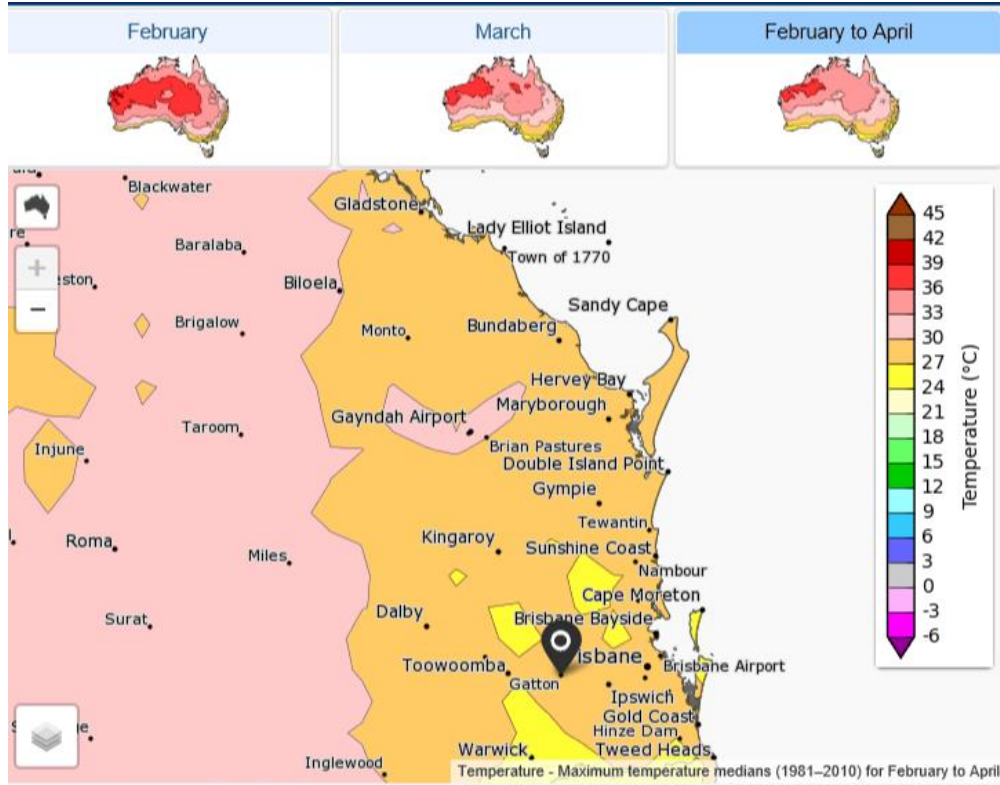 February
March
February to April
Blackwater
Gladstone
Lady Elliot Island
Town of 1770
Baralaba
Biloela
Sandy Cape
Brigalow
Monto
Bundaberg
Hervey Bay
Maryborough
Gayndah Airport
Taroom
Brian Pastures
Injune
Double Island Point
Gympie
Tewantin
Roma
Kingaroy
Sunshine Coast
Miles
Nambour
Cape Moreton
Surat
Dalby
Brisbane Bayside
isbane
Toowoomba
Brisbane Airport
Gatton
Ipswich
Gold Coast
Hinze Dam
Warwick
Tweed Heads
Inglewood
+
−
45
42
39
36
33
30
27
24
21
18
15
12
9
6
3
0
-3
-6
Temperature (°C)
Temperature - Maximum temperature medians (1981–2010) for February to April